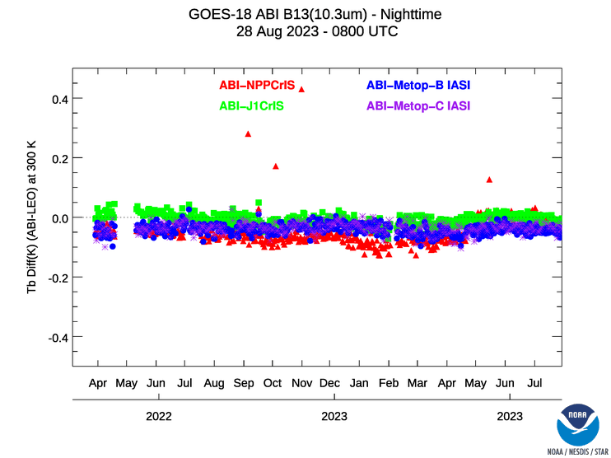 GOES-18 ABI B13(10.3um) - Nighttime
28 Aug 2023 - 0800 UTC
ABI-NPPCrIS
ABI-Metop-B IASI
ABI-J1CrIS
ABI-Metop-C IASI
Tb Diff(K) (ABI-LEO) at 300 K
0.4
0.2
0.0
-0.2
-0.4
Apr May Jun Jul Aug Sep Oct Nov Dec Jan Feb Mar Apr May Jun Jul
2022 2023 2023
NOAA
NOAA / NESDIS / STAR